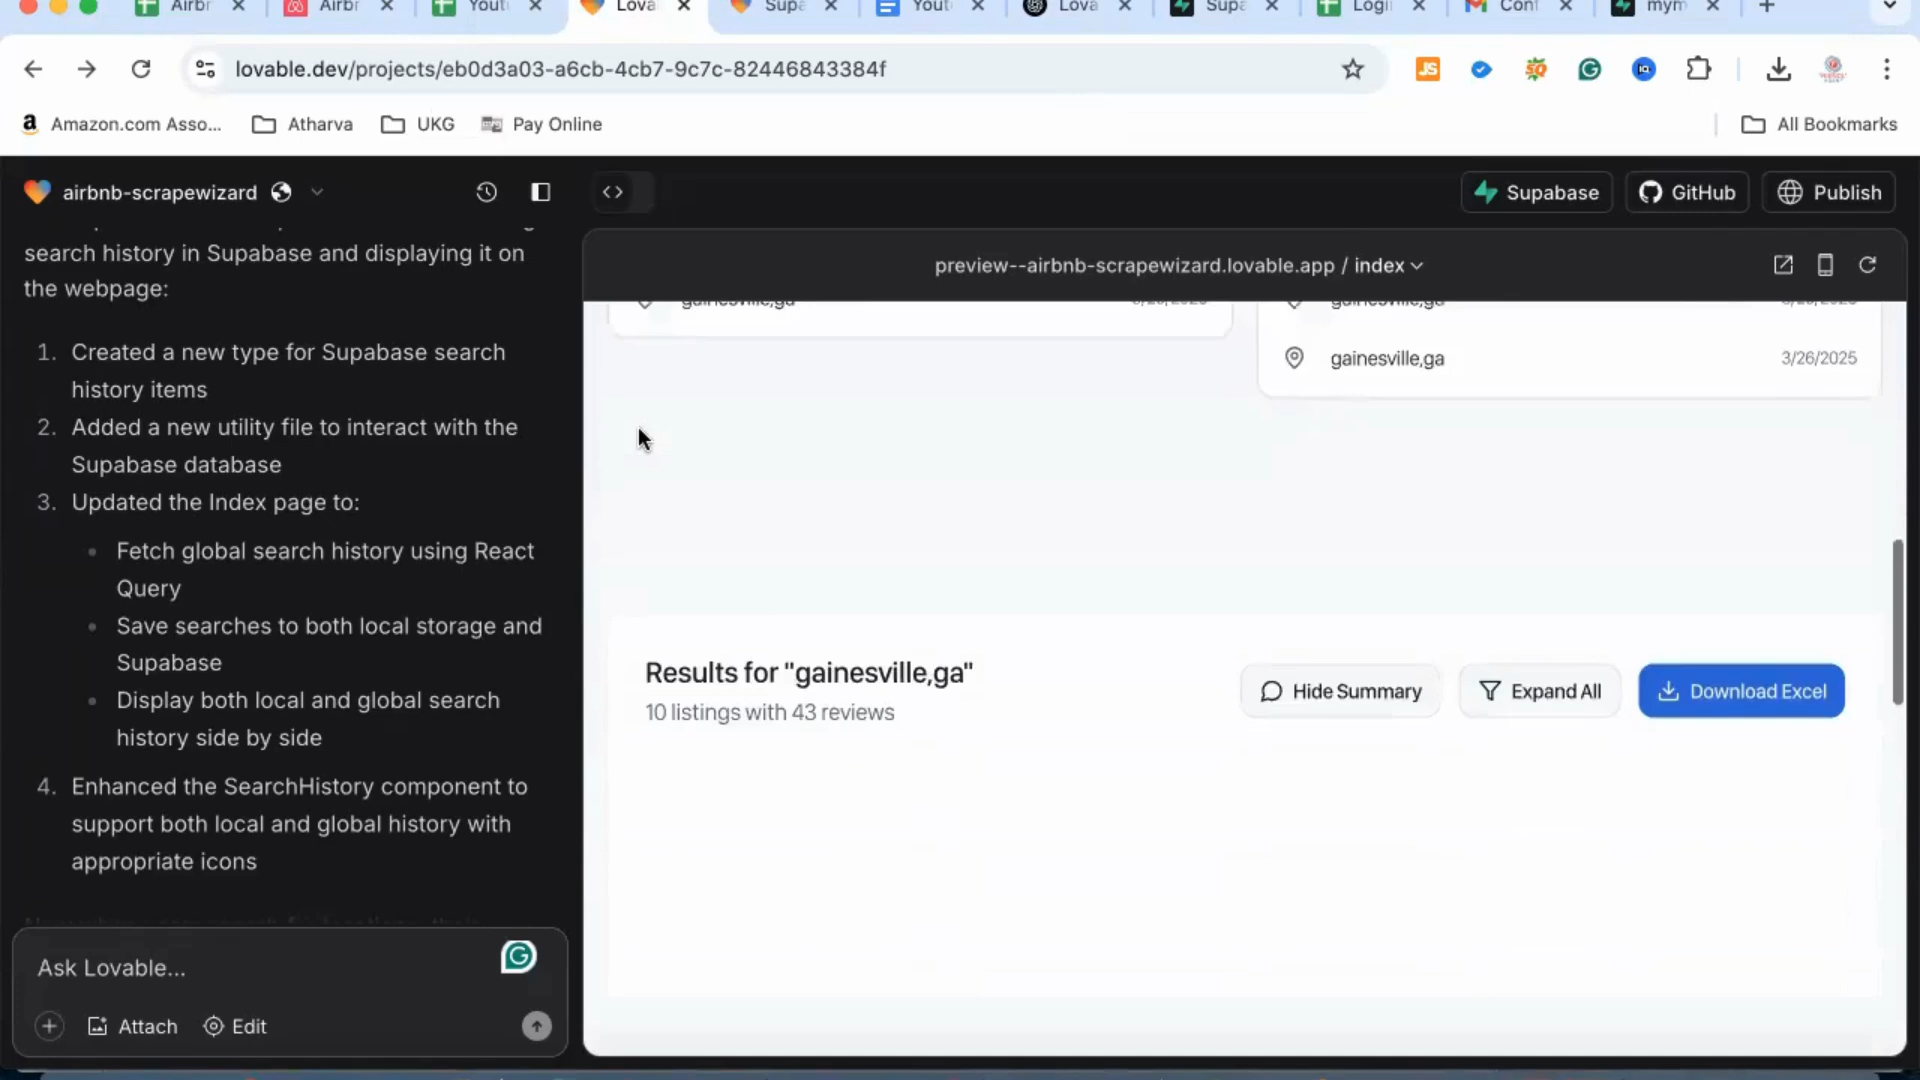 Airbr
Airbr
Youtu
Lova
Supa
Yout
Lova
Supa
Logi
Conf
mym
lovable.dev/projects/eb0d3a03-a6cb-4cb7-9c7c-82446843384f
Amazon.com Asso...
Atharva
UKG
Pay Online
All Bookmarks
airbnb-scrapewizard
Supabase
GitHub
Publish
search history in Supabase and displaying it on
the webpage:
1. Created a new type for Supabase search
history items
2. Added a new utility file to interact with the
Supabase database
3. Updated the Index page to:
• Fetch global search history using React
Query
• Save searches to both local storage and
Supabase
• Display both local and global search
history side by side
4. Enhanced the SearchHistory component to
support both local and global history with
appropriate icons
Ask Lovable...
Attach
Edit
preview--airbnb-scrapewizard.lovable.app / index
gainesville,ga
gainesville,ga
gainesville,ga 3/26/2025
Results for "gainesville,ga"
10 listings with 43 reviews
Hide Summary
Expand All
Download Excel